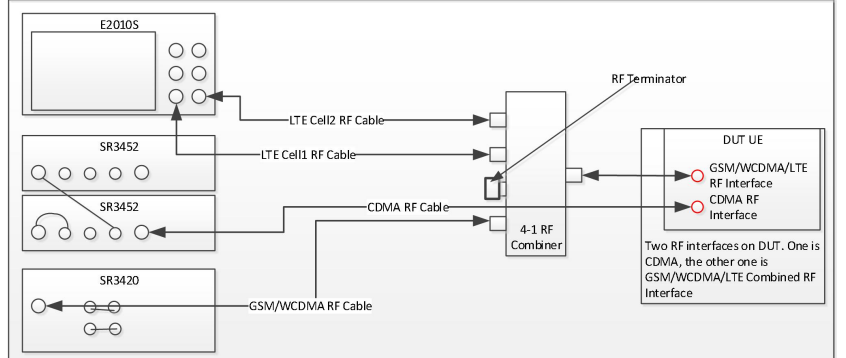 E2010S
RF Terminator
LTE Cell2 RF Cable
SR3452
DUT UE
LTE Cell1 RF Cable
GSM/WCDMA/LTE
RF Interface
SR3452
CDMA RF Cable
CDMA RF
Interface
4-1 RF
Combiner
Two RF interfaces on DUT. One is
CDMA, the other one is
GSM/WCDMA/LTE Combined RF
Interface
SR3420
GSM/WCDMA RF Cable